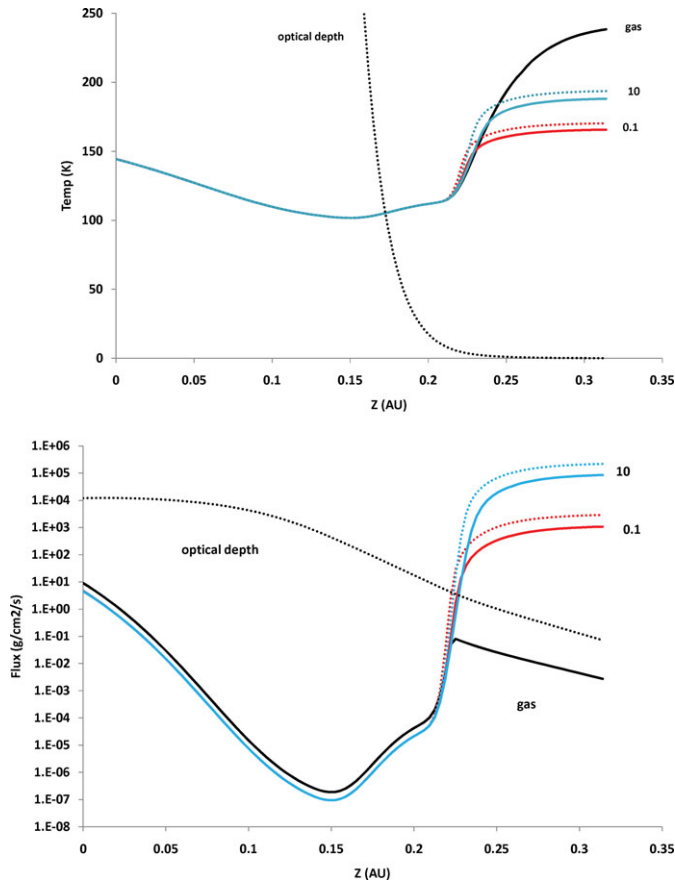 250
optical depth
gas
200
10
Temp (K)
150
0.1
100
50
0
0
0.05
0.1
0.15
0.2
0.25
0.3
0.35
Z (AU)
1.E+06
1.E+05
10
1.E+04
1.E+03
0.1
optical depth
1.E+02
1.E+01
Flux (g/cm2/s)
1.E+00
1.E-01
1.E-02
gas
1.E-03
1.E-04
1.E-05
1.E-06
1.E-07
1.E-08
0
0.05
0.1
0.15
0.2
0.25
0.3
0.35
Z (AU)